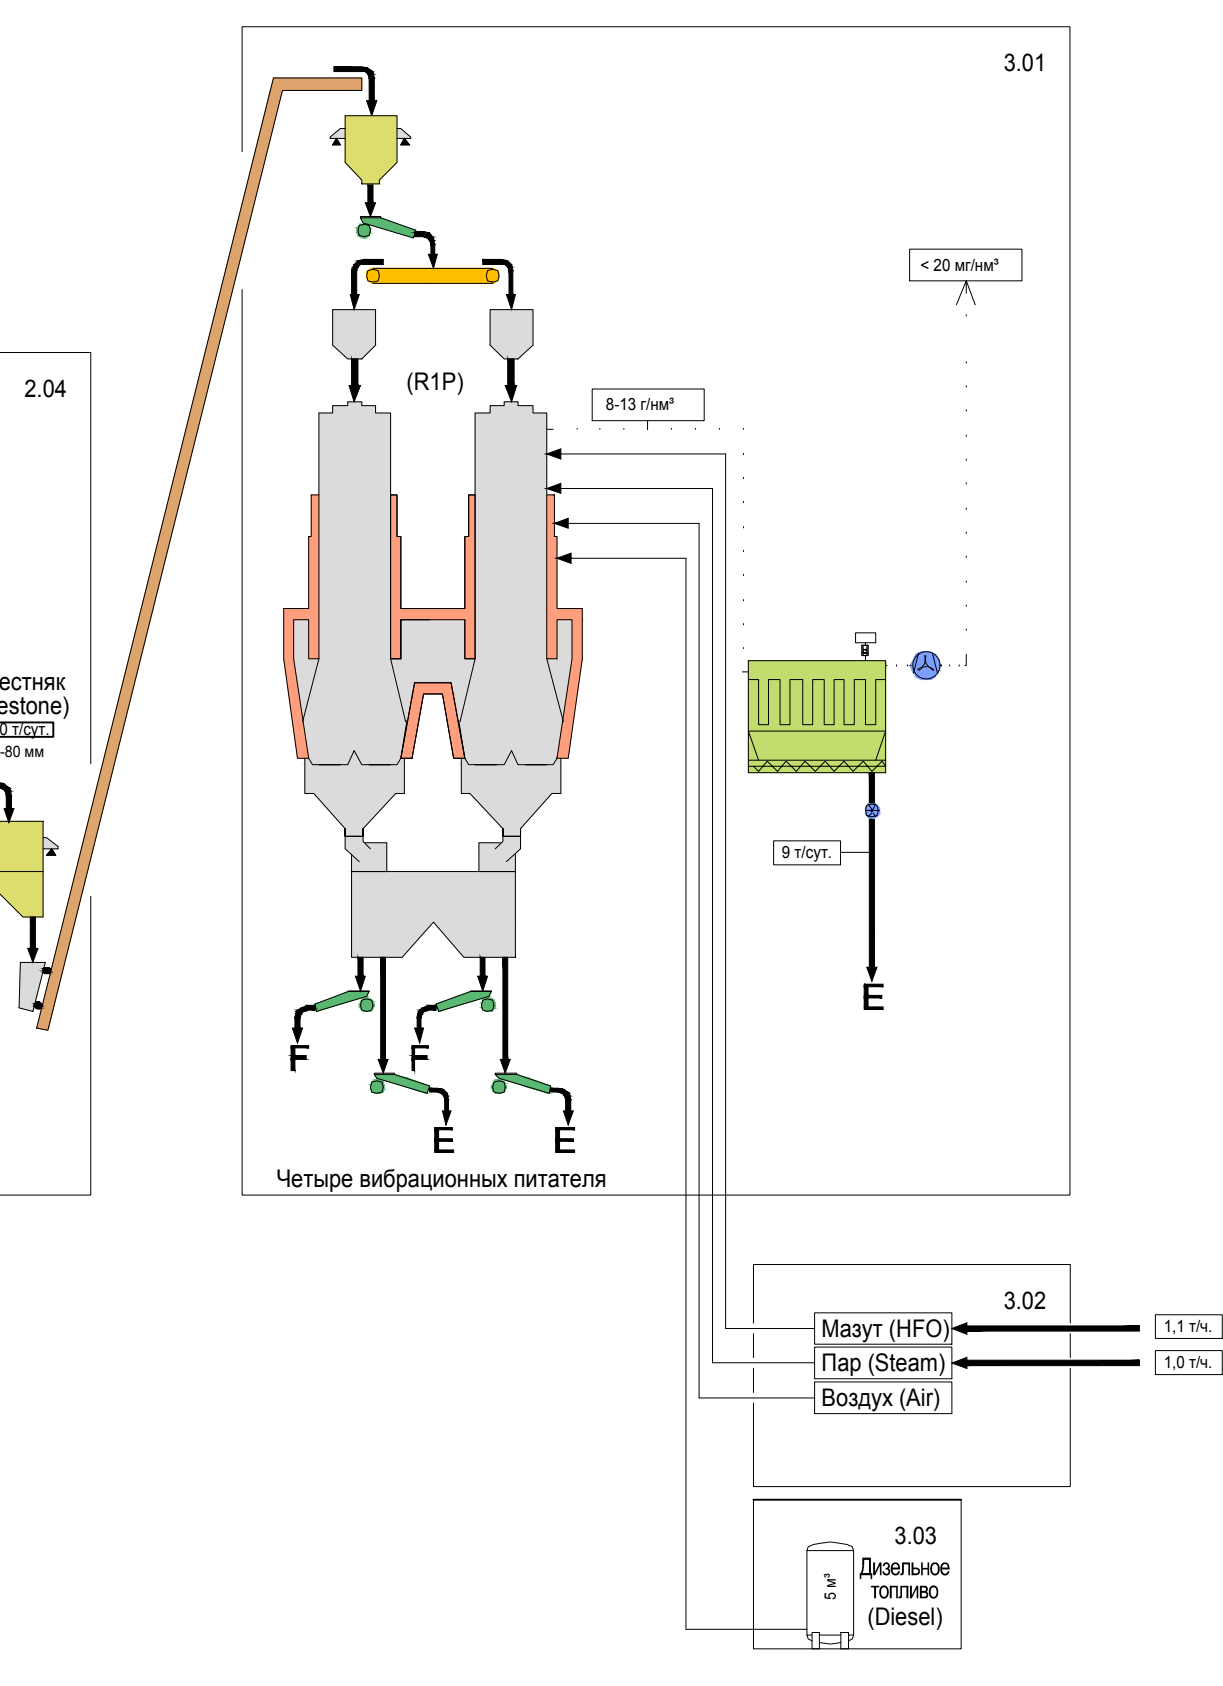 3.01
< 20 мг/нм³
2.04
(R1P)
8-13 г/нм³
естняк
estone)
0 т/сут.
-80 мм
9 т/сут.
E
F
F
E
E
Четыре вибрационных питателя
3.02
Мазут (HFO)
1,1 т/ч.
Пар (Steam)
1,0 т/ч.
Воздух (Air)
3.03
Дизельное
топливо
(Diesel)
5 м³